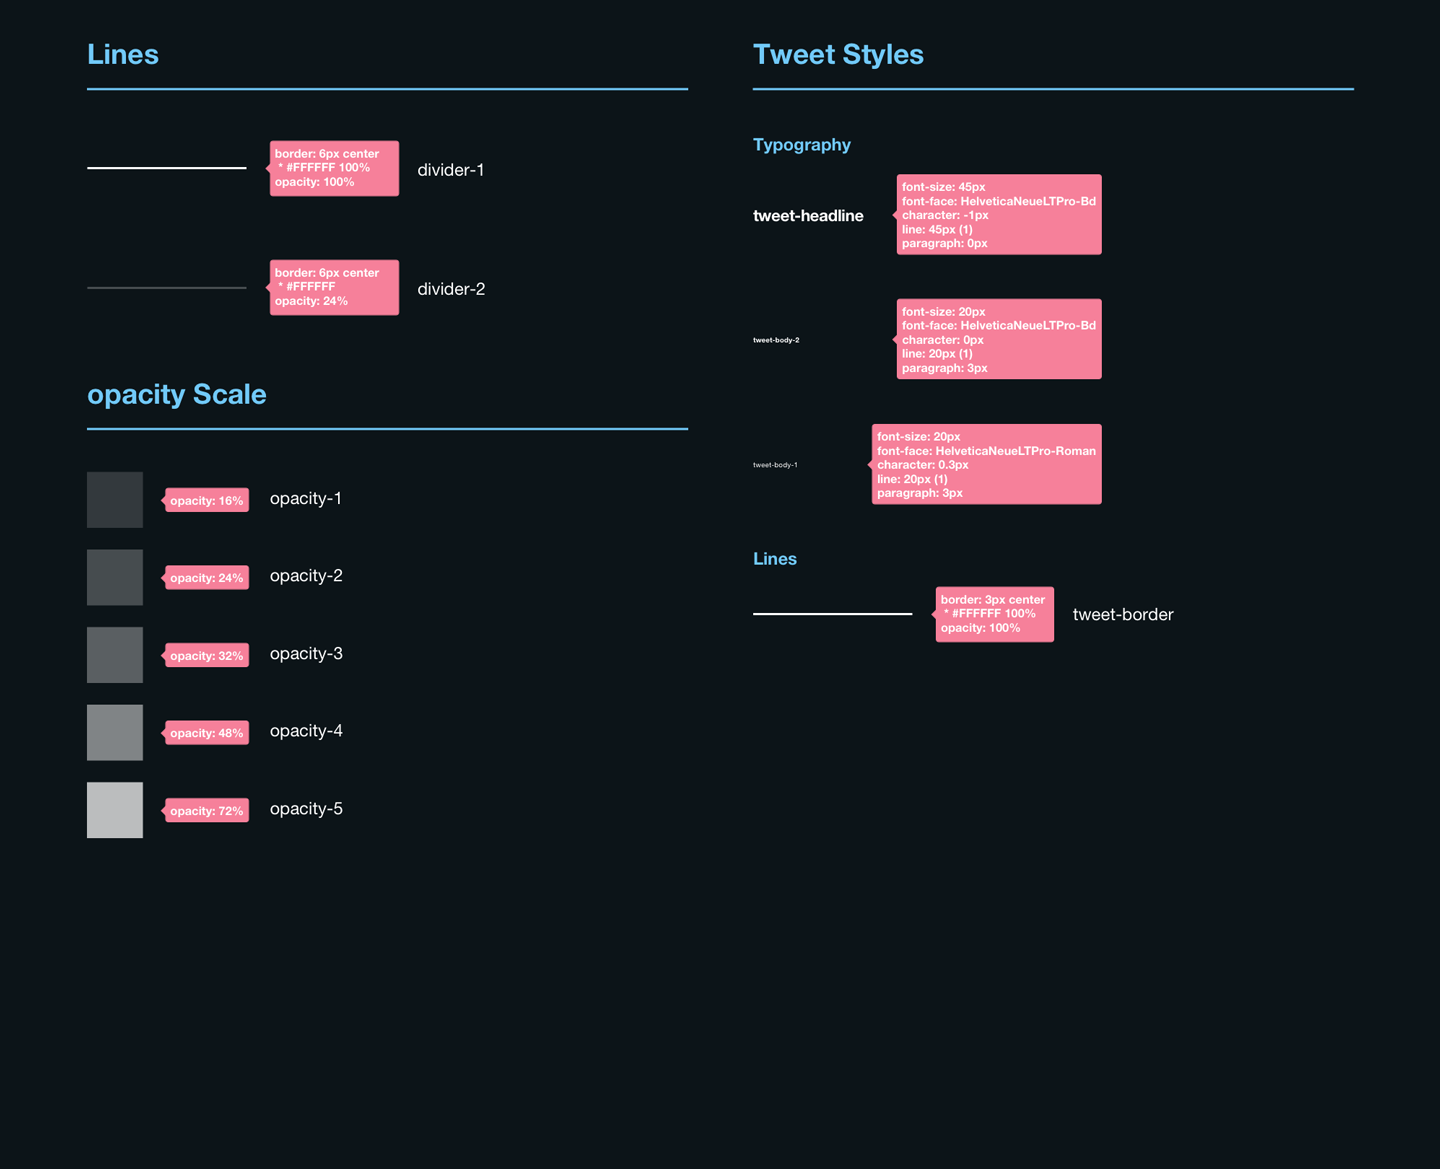 Lines
border: 6px center
* #FFFFFF 100%
opacity: 100%
divider-1
border: 6px center
* #FFFFFF
opacity: 24%
divider-2
opacity Scale
opacity: 16%
opacity-1
opacity: 24%
opacity-2
opacity: 32%
opacity-3
opacity: 48%
opacity-4
opacity: 72%
opacity-5
Tweet Styles
Typography
tweet-headline
font-size: 45px
font-face: HelveticaNeueLTPro-Bd
character: -1px
line: 45px (1)
paragraph: 0px
tweet-body-2
font-size: 20px
font-face: HelveticaNeueLTPro-Bd
character: 0px
line: 20px (1)
paragraph: 3px
tweet-body-1
font-size: 20px
font-face: HelveticaNeueLTPro-Roman
character: 0.3px
line: 20px (1)
paragraph: 3px
Lines
border: 3px center
* #FFFFFF 100%
opacity: 100%
tweet-border